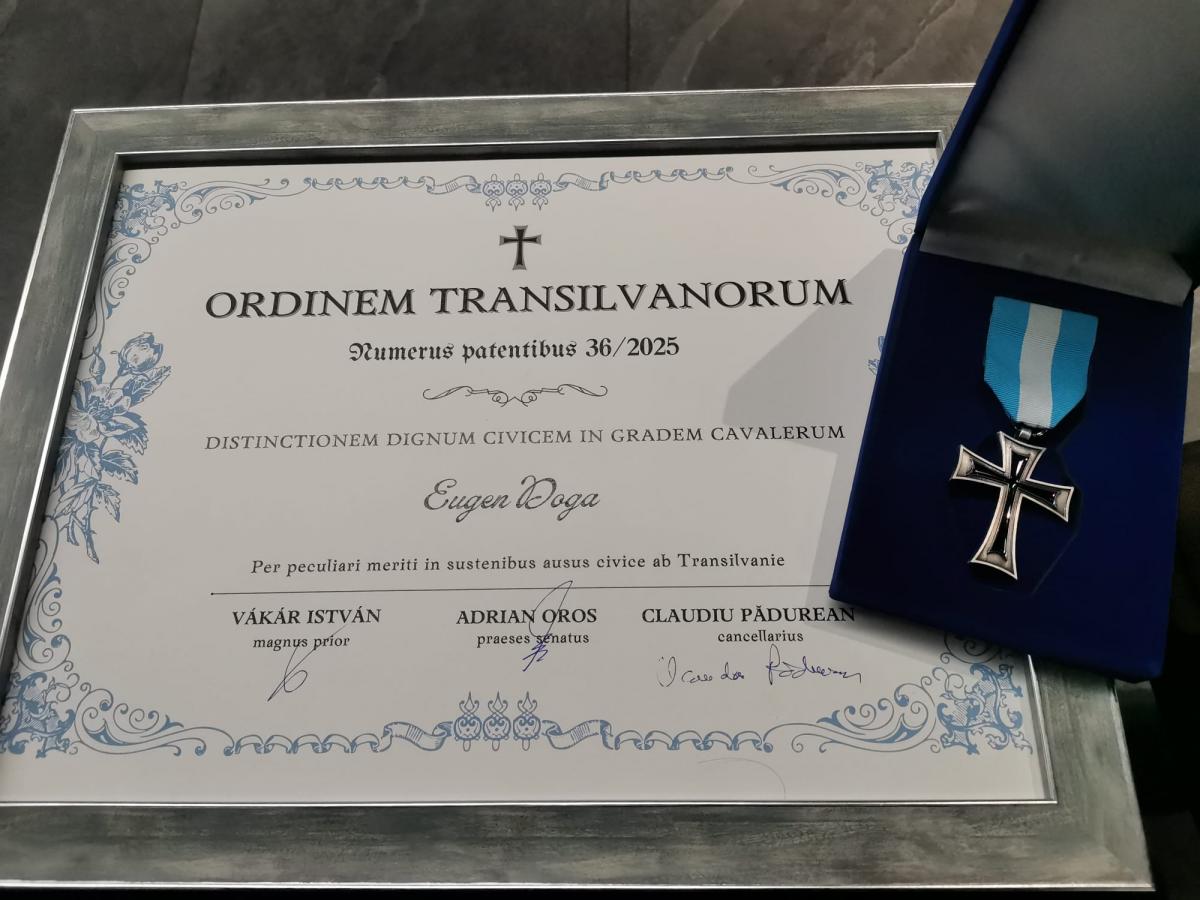 ORDINEM TRANSILVANORUM
Numerus patentibus 36/2025
DISTINCTIONEM DIGNUM CIVICEM IN GRADEM CAVALERUM
Eugen Doga
Per peculiari meriti in sustenibus ausus civice ab Transilvanie
VÁKÁR ISTVÁN ADRIAN OROS CLAUDIU PĂDUREAN
magnus prior praeses senatus cancellarius